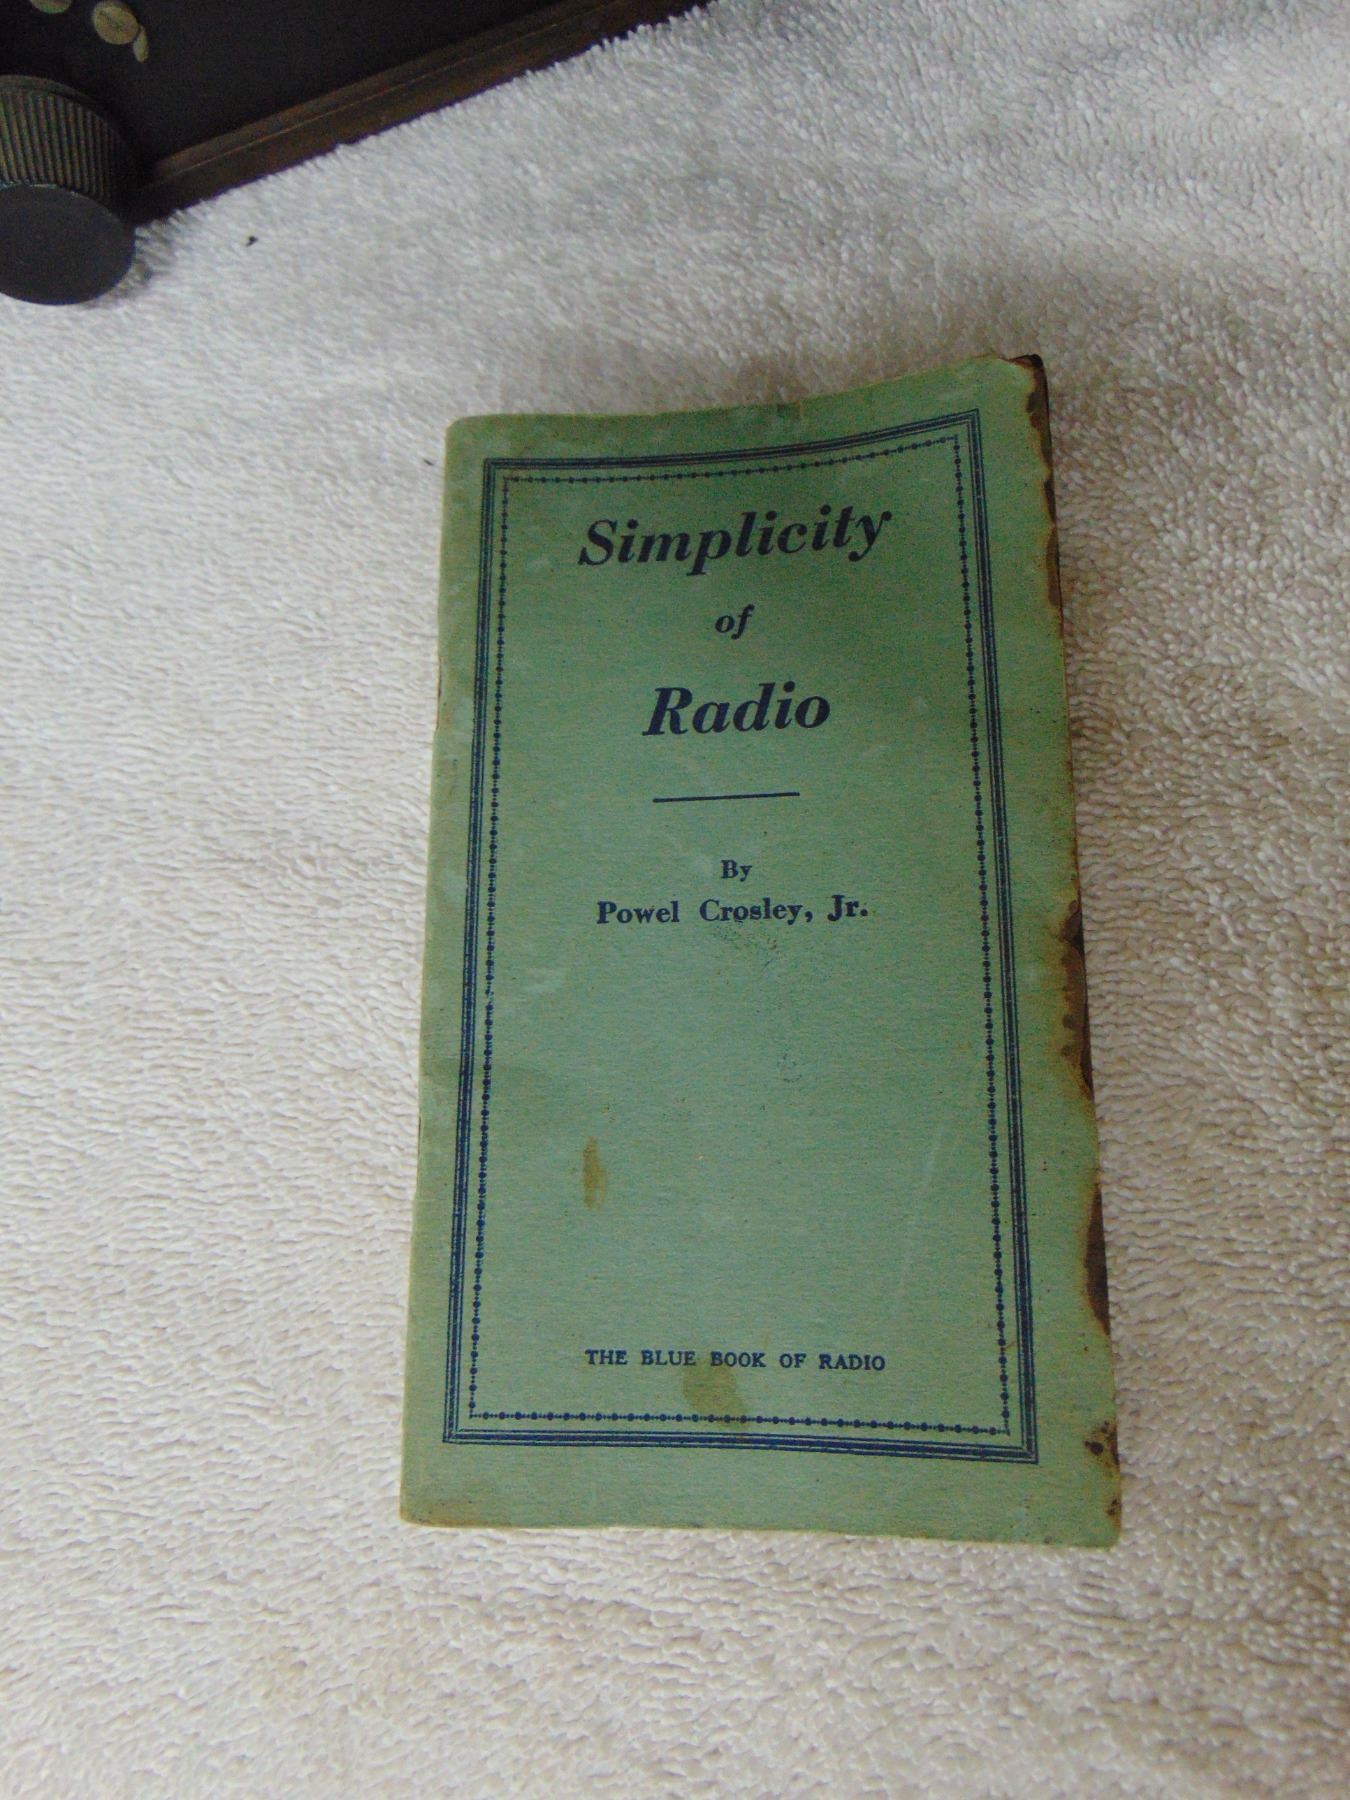 Simplicity
of
Radio
By
Powel Crosley, Jr.
THE BLUE BOOK OF RADIO